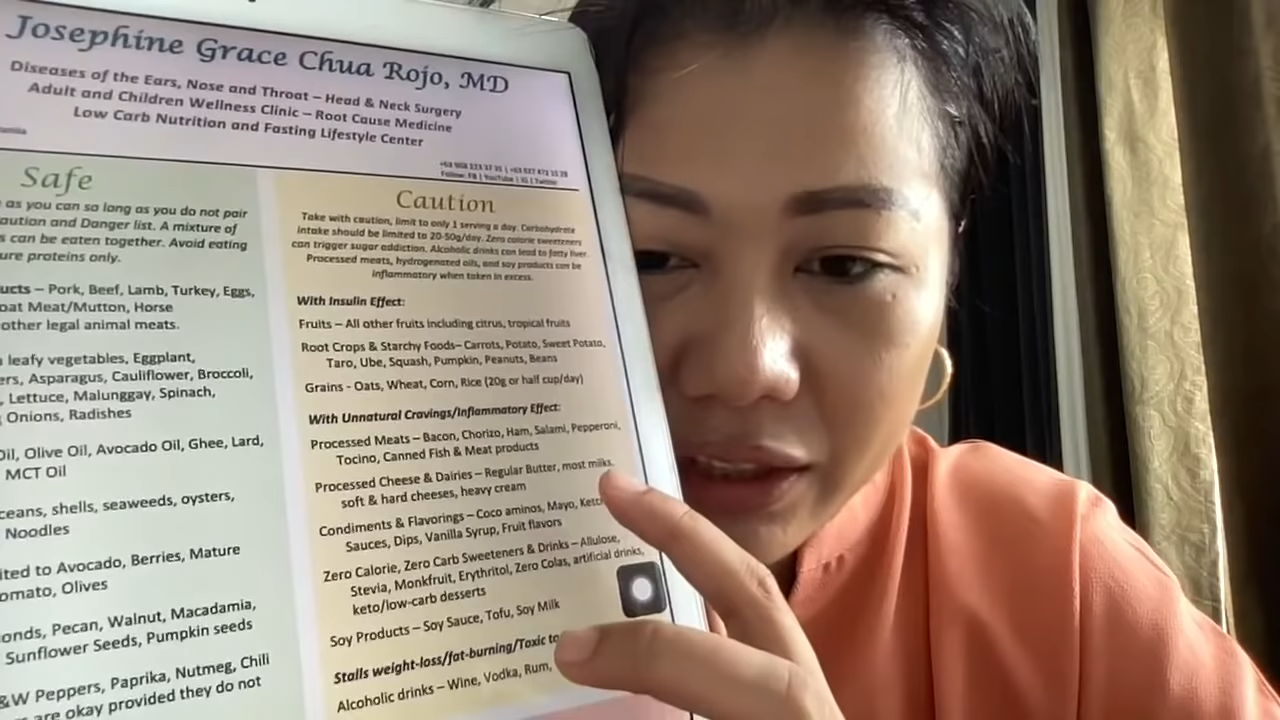 Josephine Grace Chua Rojo, MD
Diseases of the Ears, Nose and Throat – Head & Neck Surgery
Adult and Children Wellness Clinic – Root Cause Medicine
Low Carb Nutrition and Fasting Lifestyle Center
Follow: FB | YouTube | IG | Twitter
Safe
as you can so long as you do not pair
aution and Danger list. A mixture of
s can be eaten together. Avoid eating
ure proteins only.
ucts – Pork, Beef, Lamb, Turkey, Eggs,
oat Meat/Mutton, Horse
other legal animal meats.
leafy vegetables, Eggplant,
ers, Asparagus, Cauliflower, Broccoli,
, Lettuce, Malunggay, Spinach,
Onions, Radishes
Oil, Olive Oil, Avocado Oil, Ghee, Lard,
MCT Oil
ceans, shells, seaweeds, oysters,
Noodles
ited to Avocado, Berries, Mature
omato, Olives
onds, Pecan, Walnut, Macadamia,
Sunflower Seeds, Pumpkin seeds
&W Peppers, Paprika, Nutmeg, Chili
are okay provided they do not
Caution
Take with caution, limit to only 1 serving a day. Carbohydrate
intake should be limited to 20-50g/day. Zero calorie sweeteners
can trigger sugar addiction. Alcoholic drinks can lead to fatty liver.
Processed meats, hydrogenated oils, and soy products can be
inflammatory when taken in excess.
With Insulin Effect:
Fruits – All other fruits including citrus, tropical fruits
Root Crops & Starchy Foods– Carrots, Potato, Sweet Potato,
Taro, Ube, Squash, Pumpkin, Peanuts, Beans
Grains - Oats, Wheat, Corn, Rice (20g or half cup/day)
With Unnatural Cravings/Inflammatory Effect:
Processed Meats – Bacon, Chorizo, Ham, Salami, Pepperoni,
Tocino, Canned Fish & Meat products
Processed Cheese & Dairies – Regular Butter, most milks,
soft & hard cheeses, heavy cream
Condiments & Flavorings – Coco aminos, Mayo, Ketc
Sauces, Dips, Vanilla Syrup, Fruit flavors
Zero Calorie, Zero Carb Sweeteners & Drinks – Allulose,
Stevia, Monkfruit, Erythritol, Zero Colas, artificial drinks,
keto/low-carb desserts
Soy Products – Soy Sauce, Tofu, Soy Milk
Stalls weight-loss/fat-burning/Toxic to
Alcoholic drinks – Wine, Vodka, Rum,